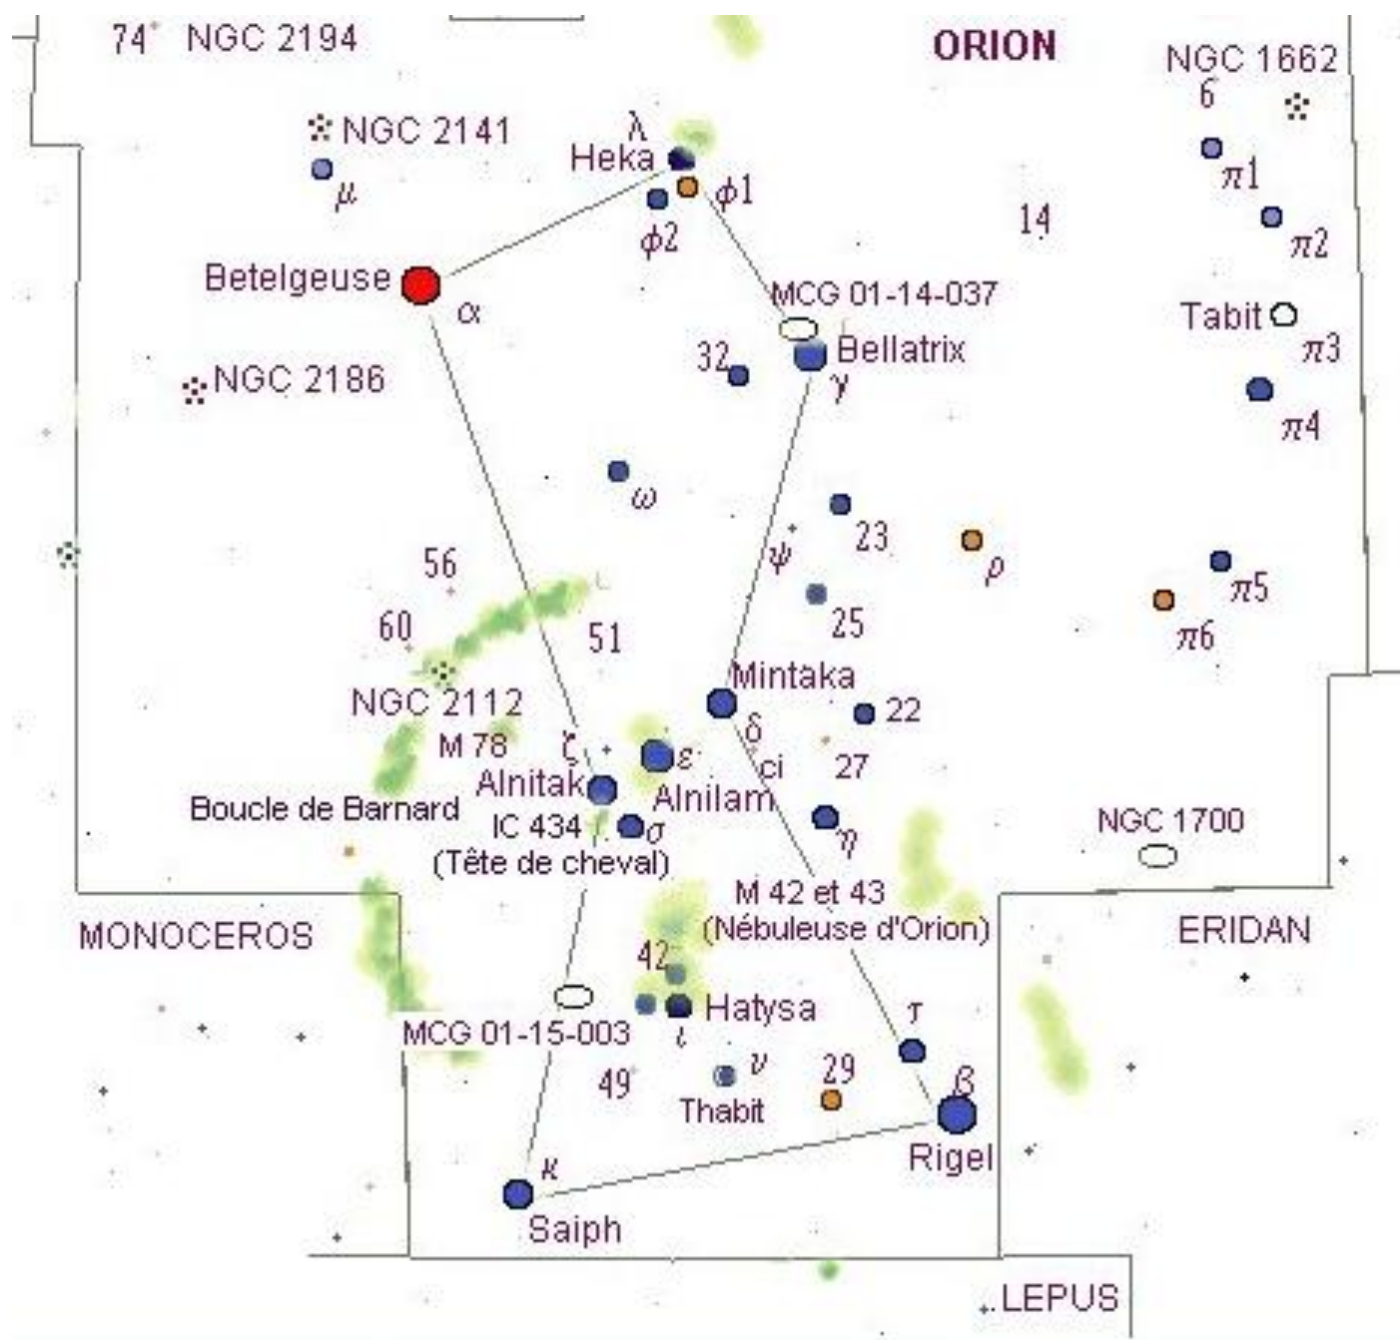 74 NGC 2194
ORION
NGC 1662
6
NGC 2141
λ
Heka
π1
μ
ϕ1
ϕ2
14
π2
Betelgeuse
α
MCG 01-14-037
Tabit
π3
32
Bellatrix
γ
NGC 2186
π4
ω
23
ψ
ρ
56
π5
25
60
51
π6
Mintaka
NGC 2112
22
δ
M 78
ζ
ε
ci
27
Alnitak
Alnilam
Boucle de Barnard
IC 434
σ
η
NGC 1700
(Tête de cheval)
M 42 et 43
(Nébuleuse d'Orion)
MONOCEROS
ERIDAN
42
Hatysa
ι
τ
MCG 01-15-003
49
ν
29
β
Thabit
Rigel
κ
Saiph
LEPUS